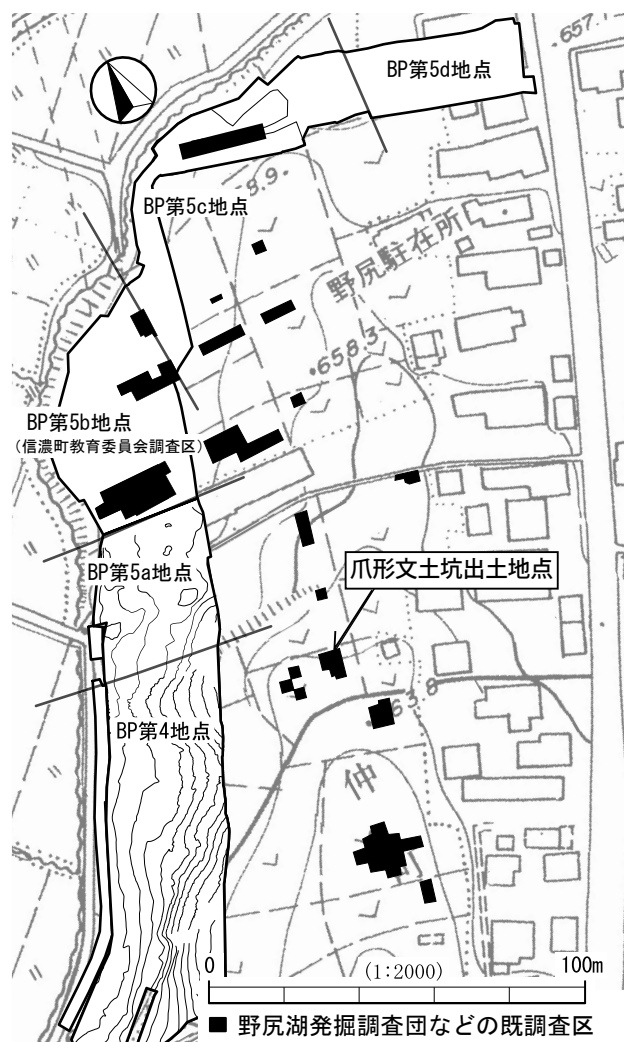 BP第5d地点
.657.1
8.9.
BP第5c地点
野尻駐在所
.658.3
BP第5b地点
（信濃町教育委員会調査区）
BP第5a地点
爪形文土坑出土地点
63.8
BP第4地点
仲
0 （1:2000） 100m
■ 野尻湖発掘調査団などの既調査区